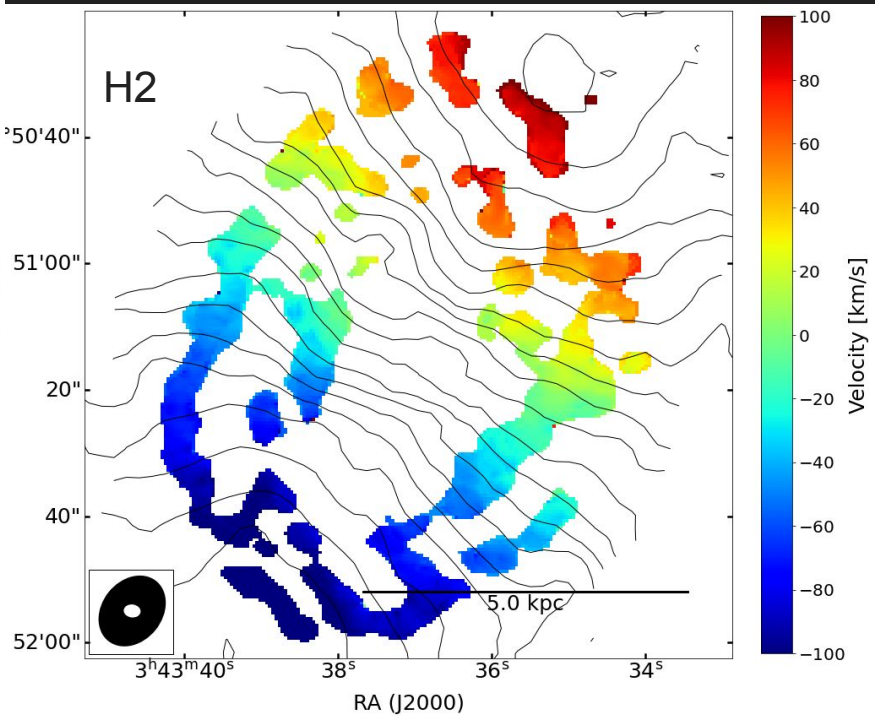 H2
°50'40"
51'00"
20"
40"
52'00"
5.0 kpc
3ʰ43ᵐ40ˢ
38ˢ
36ˢ
34ˢ
RA (J2000)
100
80
60
40
20
0
−20
−40
−60
−80
−100
Velocity [km/s]